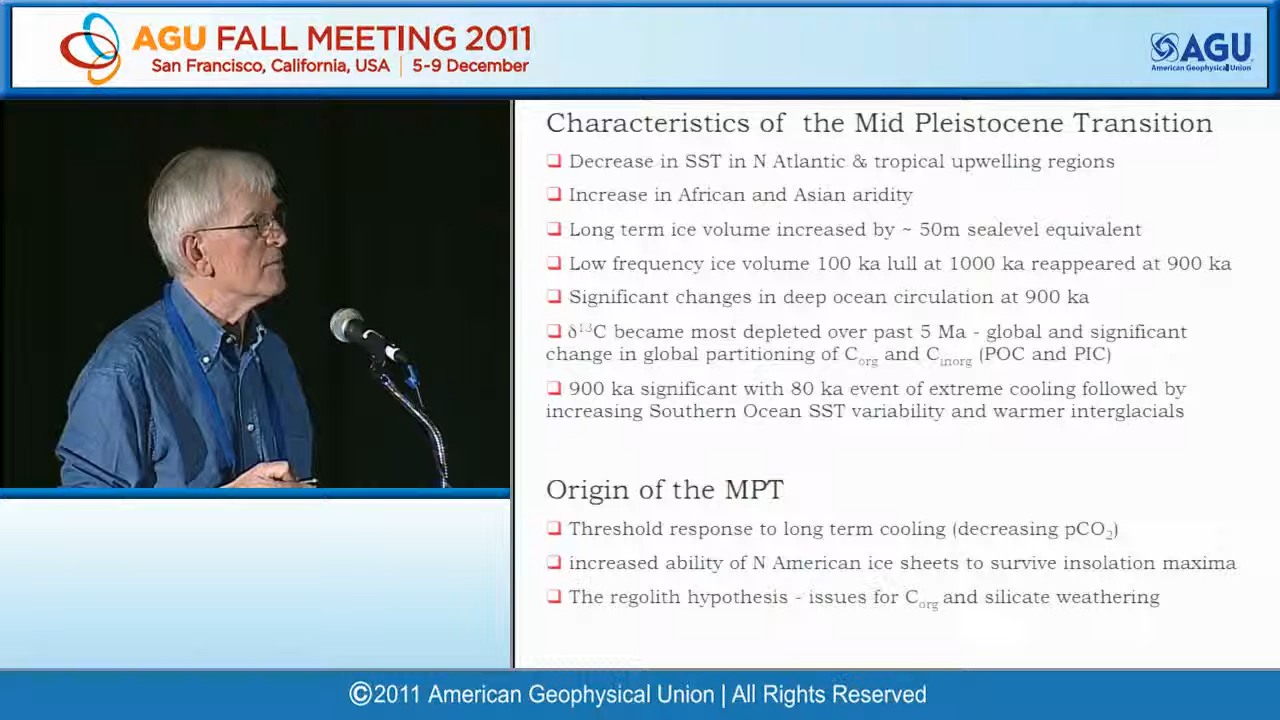 AGU FALL MEETING 2011
San Francisco, California, USA | 5-9 December
AGU
American Geophysical Union
Characteristics of the Mid Pleistocene Transition
❑ Decrease in SST in N Atlantic & tropical upwelling regions
❑ Increase in African and Asian aridity
❑ Long term ice volume increased by ~ 50m sealevel equivalent
❑ Low frequency ice volume 100 ka lull at 1000 ka reappeared at 900 ka
❑ Significant changes in deep ocean circulation at 900 ka
❑ δ¹³C became most depleted over past 5 Ma - global and significant
change in global partitioning of Corg and Cinorg (POC and PIC)
❑ 900 ka significant with 80 ka event of extreme cooling followed by
increasing Southern Ocean SST variability and warmer interglacials
Origin of the MPT
❑ Threshold response to long term cooling (decreasing pCO₂)
❑ increased ability of N American ice sheets to survive insolation maxima
❑ The regolith hypothesis - issues for Corg and silicate weathering
©2011 American Geophysical Union | All Rights Reserved